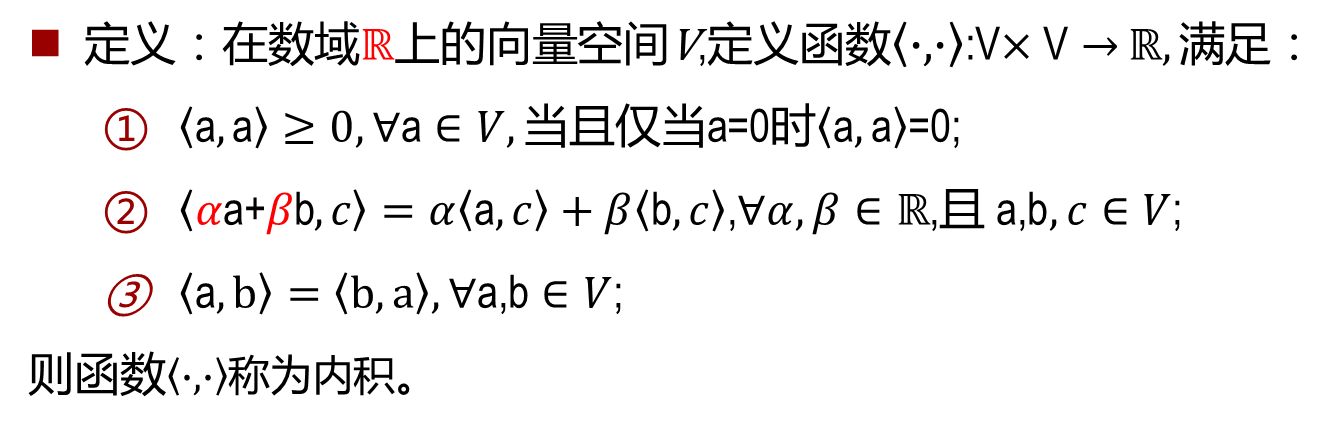 ■ 定义：在数域ℝ上的向量空间V,定义函数⟨·,·⟩:V× V → ℝ, 满足：
① ⟨a, a⟩ ≥ 0, ∀a ∈ V, 当且仅当a=0时⟨a, a⟩=0;
② ⟨αa+βb, c⟩ = α⟨a, c⟩ + β⟨b, c⟩,∀α, β ∈ ℝ,且 a,b, c ∈ V;
③ ⟨a, b⟩ = ⟨b, a⟩, ∀a,b ∈ V;
则函数⟨·,·⟩称为内积。